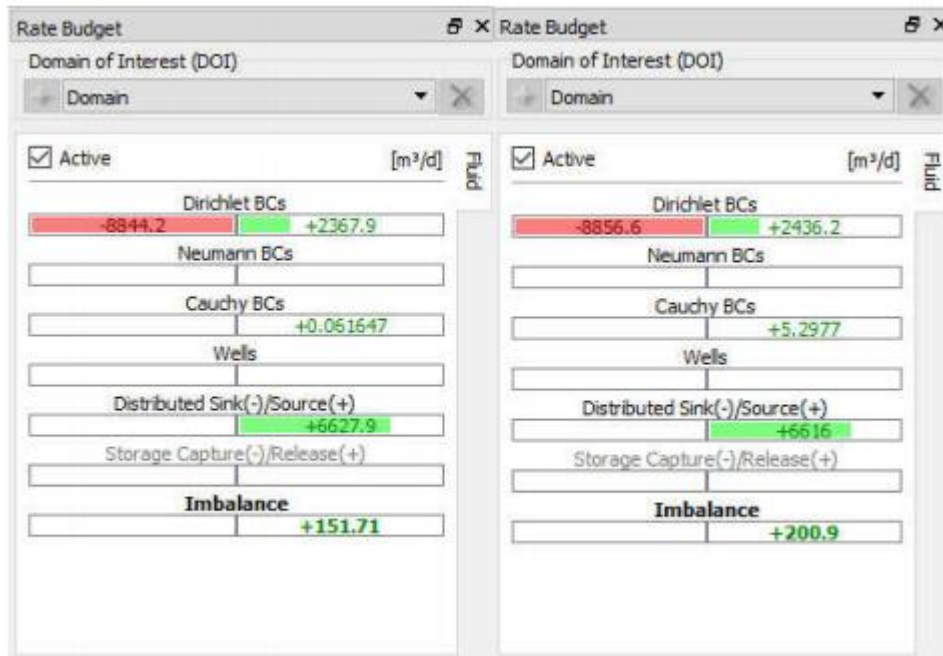 Rate Budget
Domain of Interest (DOI)
Domain
Active [m³/d]
Fluid
Dirichlet BCs
-8844.2 +2367.9
Neumann BCs
Cauchy BCs
+0.061647
Wells
Distributed Sink(-)/Source(+)
+6627.9
Storage Capture(-)/Release(+)
Imbalance
+151.71
Rate Budget
Domain of Interest (DOI)
Domain
Active [m³/d]
Fluid
Dirichlet BCs
-8856.6 +2436.2
Neumann BCs
Cauchy BCs
+5.2977
Wells
Distributed Sink(-)/Source(+)
+6616
Storage Capture(-)/Release(+)
Imbalance
+200.9